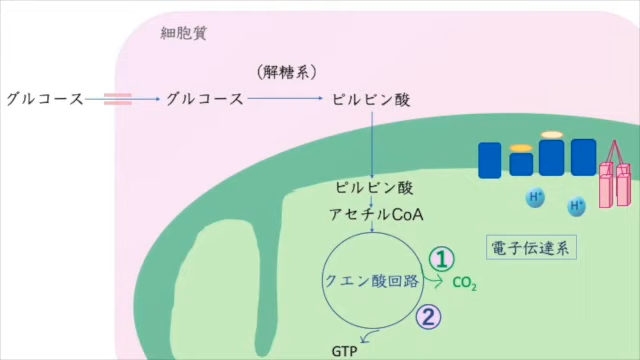 細胞質
(解糖系)
グルコース
グルコース
ピルビン酸
ピルビン酸
アセチルCoA
H⁺
H⁺
電子伝達系
①
クエン酸回路
CO₂
②
GTP